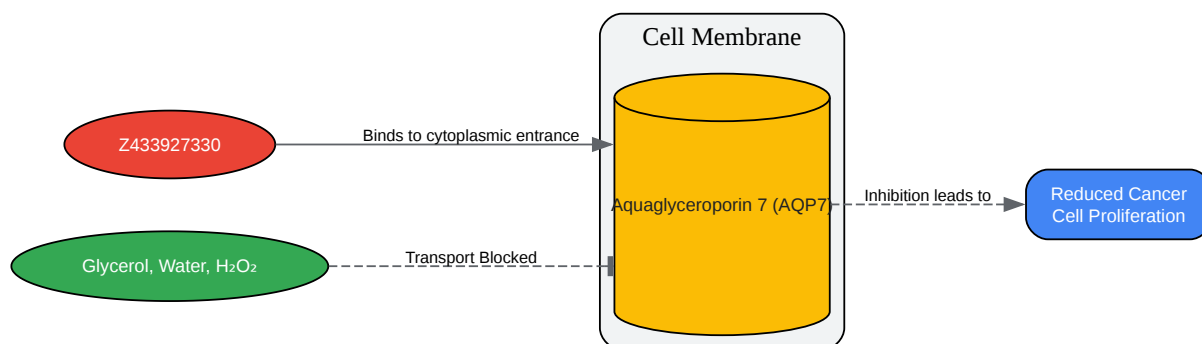 Cell Membrane
Z433927330
Binds to cytoplasmic entrance
Aquaglyceroporin 7 (AQP7)
Inhibition leads to
Reduced Cancer
Cell Proliferation
Glycerol, Water, H₂O₂
Transport Blocked